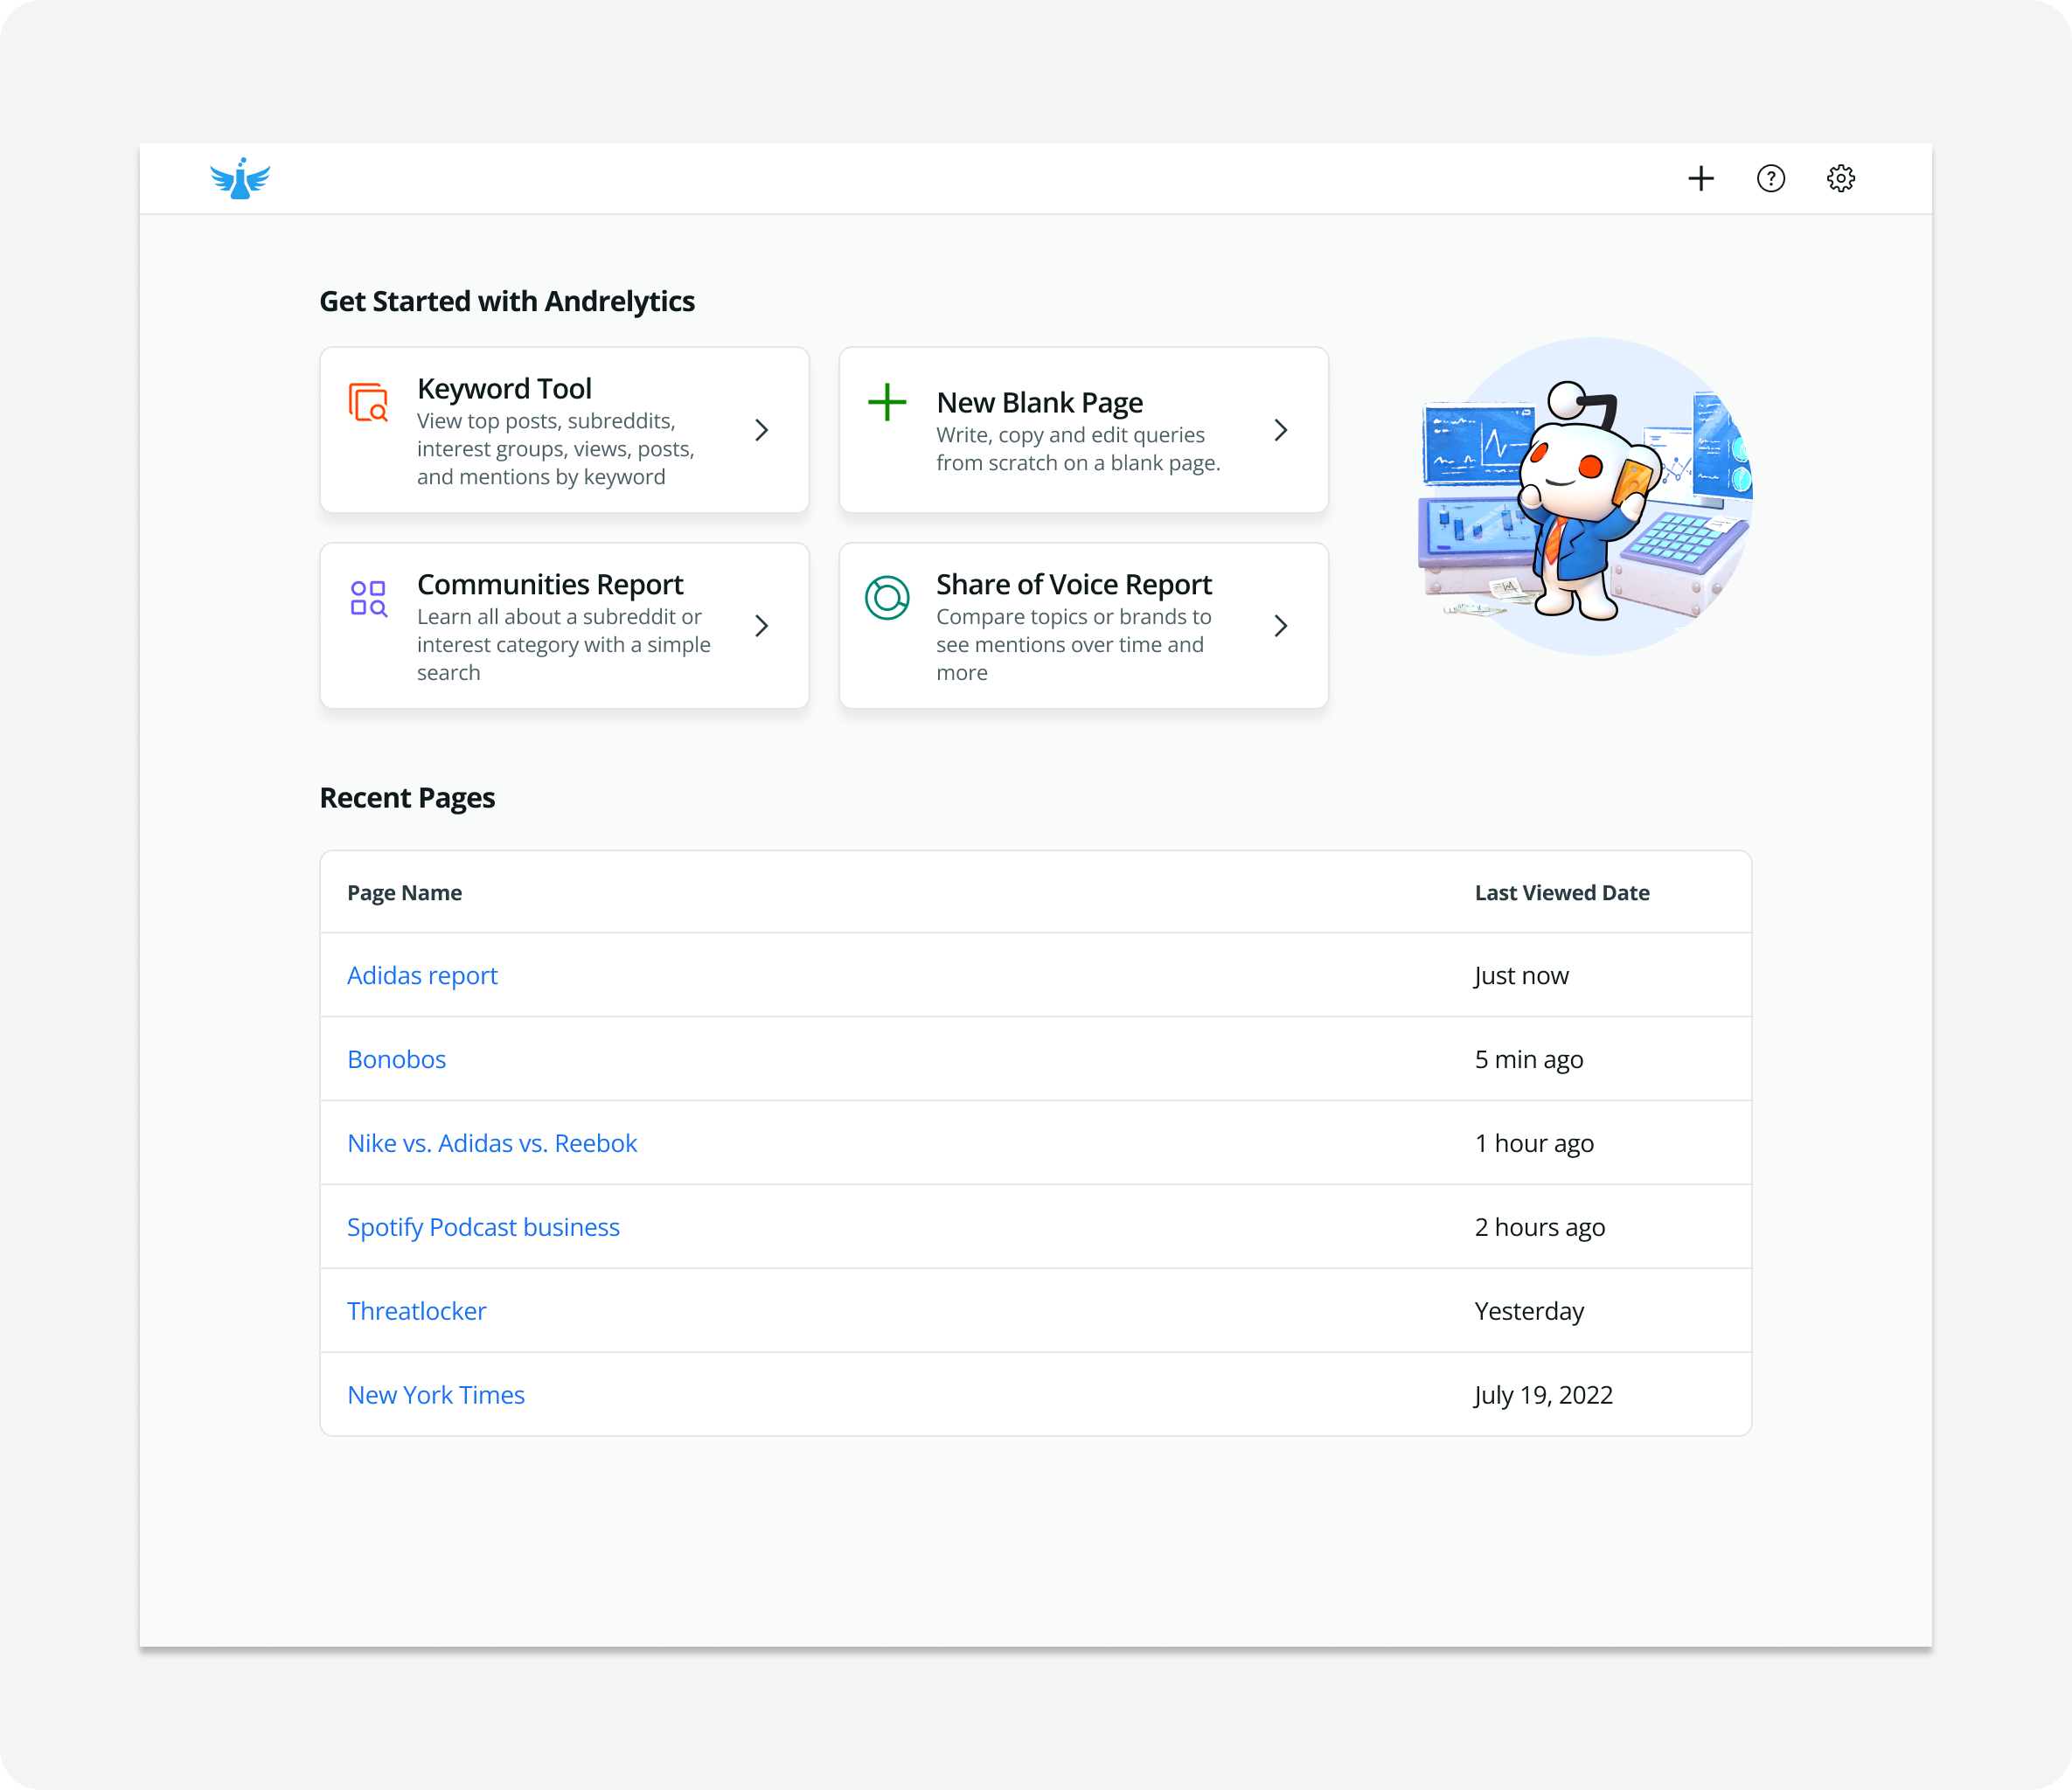 Get Started with Andrelytics
Keyword Tool
View top posts, subreddits,
interest groups, views, posts,
and mentions by keyword
New Blank Page
Write, copy and edit queries
from scratch on a blank page.
Communities Report
Learn all about a subreddit or
interest category with a simple
search
Share of Voice Report
Compare topics or brands to
see mentions over time and
more
Recent Pages
Page Name Last Viewed Date
Adidas report Just now
Bonobos 5 min ago
Nike vs. Adidas vs. Reebok 1 hour ago
Spotify Podcast business 2 hours ago
Threatlocker Yesterday
New York Times July 19, 2022